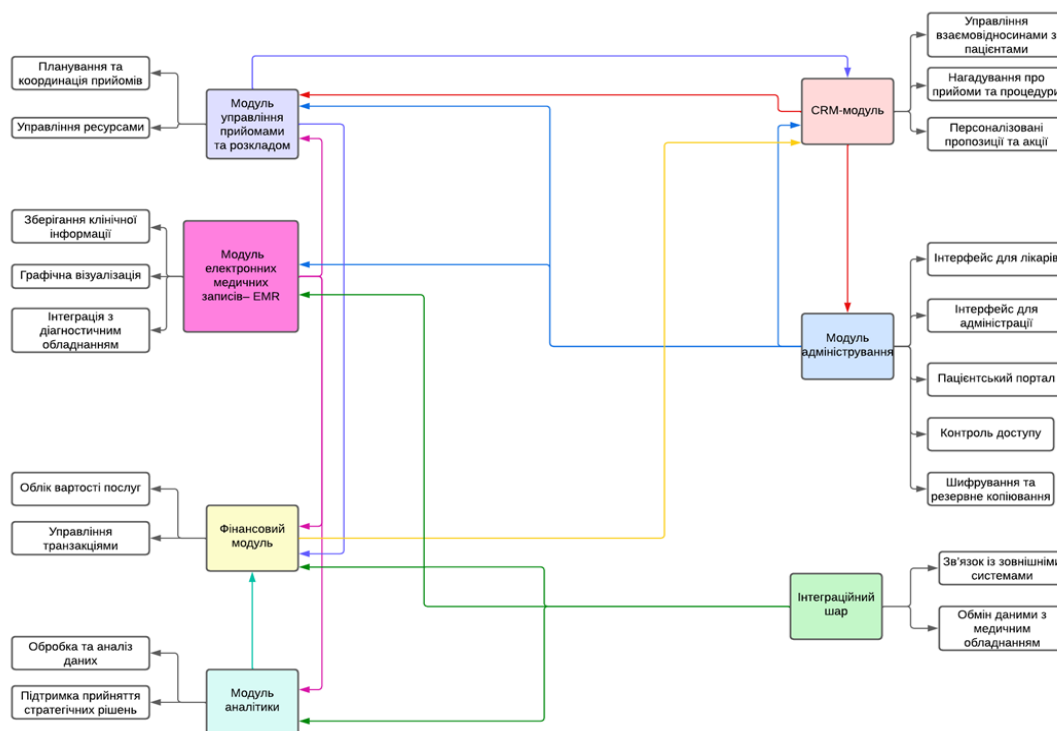 Планування та
координація прийомів
Управління ресурсами
Модуль
управління
прийомами
та розкладом
CRM-модуль
Управління
взаємовідносинами з
пацієнтами
Нагадування про
прийоми та процедури
Персоналізовані
пропозиції та акції
Зберігання клінічної
інформації
Графічна візуалізація
Інтеграція з
діагностичним
обладнанням
Модуль
електронних
медичних
записів– EMR
Модуль
адміністрування
Інтерфейс для лікарів
Інтерфейс для
адміністрації
Пацієнтський портал
Контроль доступу
Шифрування та
резервне копіювання
Облік вартості послуг
Управління
транзакціями
Фінансовий
модуль
Інтеграційний
шар
Зв'язок із зовнішніми
системами
Обмін даними з
медичним
обладнанням
Обробка та аналіз
даних
Підтримка прийняття
стратегічних рішень
Модуль
аналітики